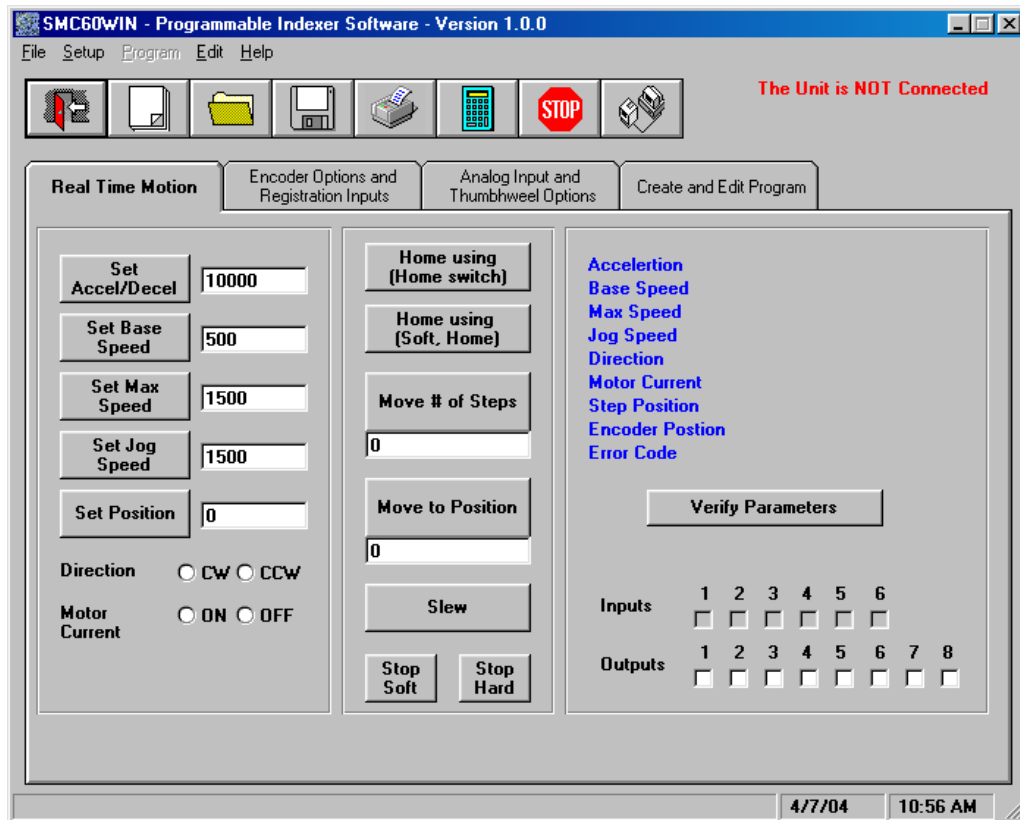 SMC60WIN - Programmable Indexer Software - Version 1.0.0
File Setup Program Edit Help
STOP
The Unit is NOT Connected
Real Time Motion
Encoder Options and
Registration Inputs
Analog Input and
Thumbhweel Options
Create and Edit Program
Set
Accel/Decel
10000
Set Base
Speed
500
Set Max
Speed
1500
Set Jog
Speed
1500
Set Position
0
Direction CW CCW
Motor
Current
ON OFF
Home using
(Home switch)
Home using
(Soft, Home)
Move # of Steps
0
Move to Position
0
Slew
Stop
Soft
Stop
Hard
Accelertion
Base Speed
Max Speed
Jog Speed
Direction
Motor Current
Step Position
Encoder Postion
Error Code
Verify Parameters
1 2 3 4 5 6
Inputs
1 2 3 4 5 6 7 8
Outputs
4/7/04 10:56 AM